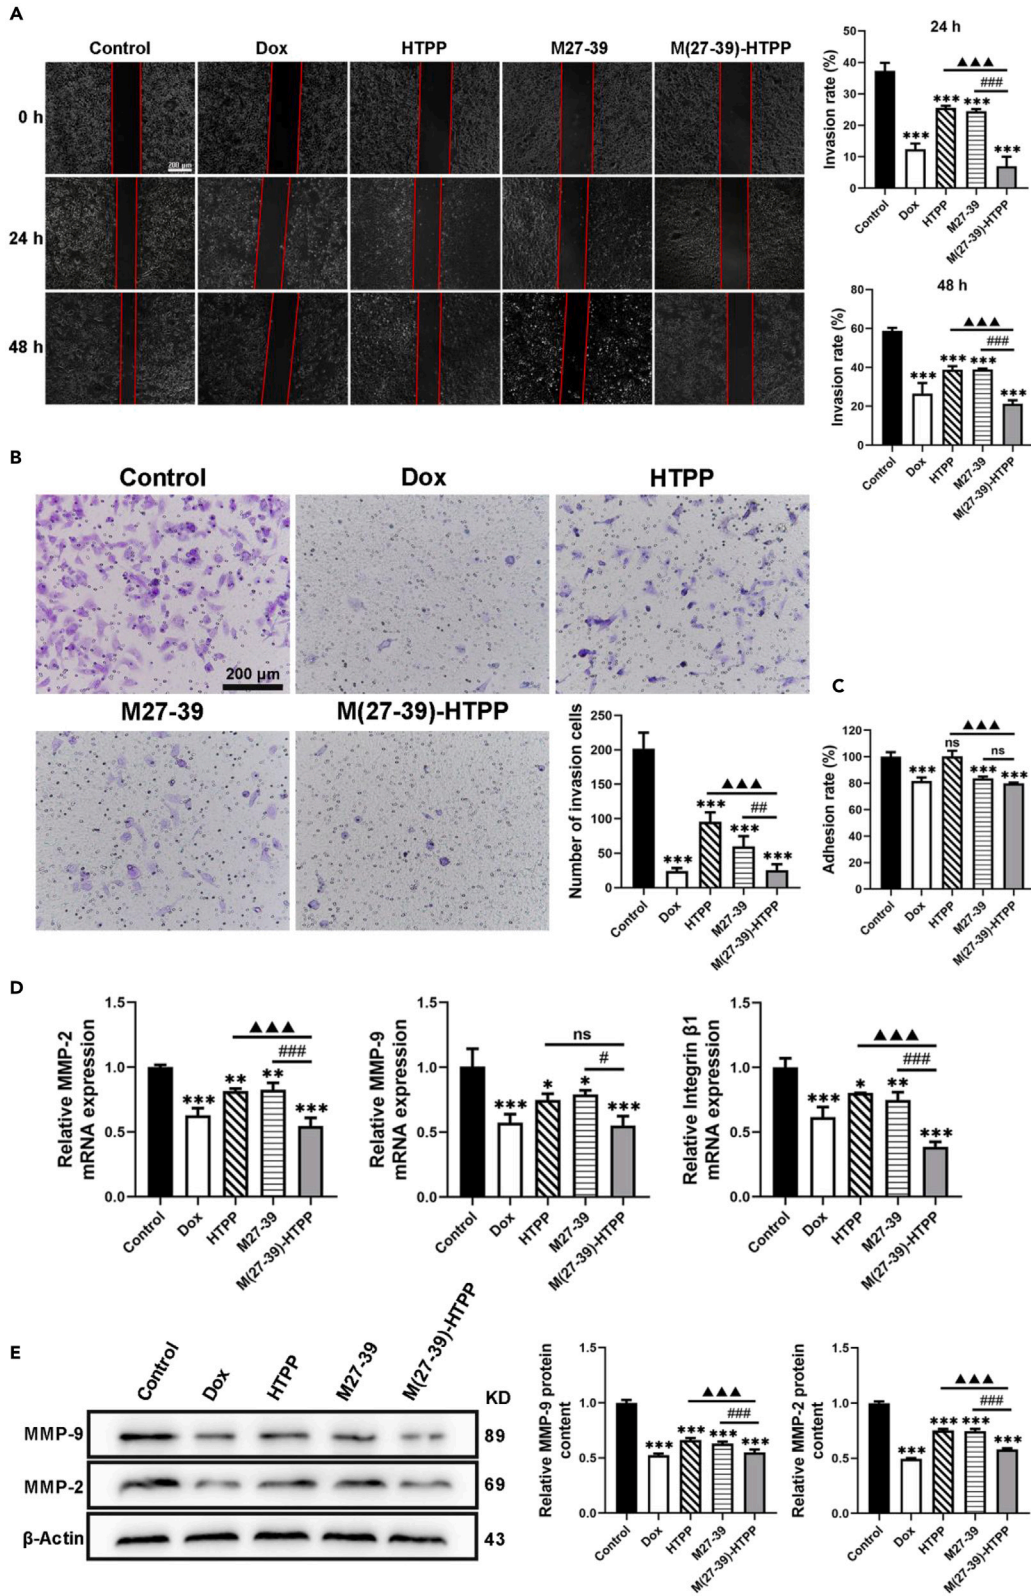 A
Control Dox HTPP M27-39 M(27-39)-HTPP
0 h
200 μm
24 h
48 h
24 h
Invasion rate (%)
50
40
30
20
10
0
▲▲▲
###
*** *** *** ***
Control Dox HTPP M27-39 M(27-39)-HTPP
48 h
Invasion rate (%)
80
60
40
20
0
▲▲▲
###
*** *** *** ***
Control Dox HTPP M27-39 M(27-39)-HTPP
B
Control Dox HTPP
200 μm
M27-39 M(27-39)-HTPP
Number of invasion cells
250
200
150
100
50
0
▲▲▲
##
*** *** *** ***
Control Dox HTPP M27-39 M(27-39)-HTPP
C
Adhesion rate (%)
120
100
80
60
40
20
0
▲▲▲
ns
*** ns *** ***
Control Dox HTPP M27-39 M(27-39)-HTPP
D
Relative MMP-2
mRNA expression
1.5
1.0
0.5
0.0
▲▲▲
###
*** ** ** ***
Control Dox HTPP M27-39 M(27-39)-HTPP
Relative MMP-9
mRNA expression
1.5
1.0
0.5
0.0
ns
#
*** * * ***
Control Dox HTPP M27-39 M(27-39)-HTPP
Relative Integrin β1
mRNA expression
1.5
1.0
0.5
0.0
▲▲▲
###
*** * ** ***
Control Dox HTPP M27-39 M(27-39)-HTPP
E
Control Dox HTPP M27-39 M(27-39)-HTPP
KD
MMP-9 89
MMP-2 69
β-Actin 43
Relative MMP-9 protein
content
1.5
1.0
0.5
0.0
▲▲▲
###
*** *** *** ***
Control Dox HTPP M27-39 M(27-39)-HTPP
Relative MMP-2 protein
content
1.5
1.0
0.5
0.0
▲▲▲
###
*** *** *** ***
Control Dox HTPP M27-39 M(27-39)-HTPP